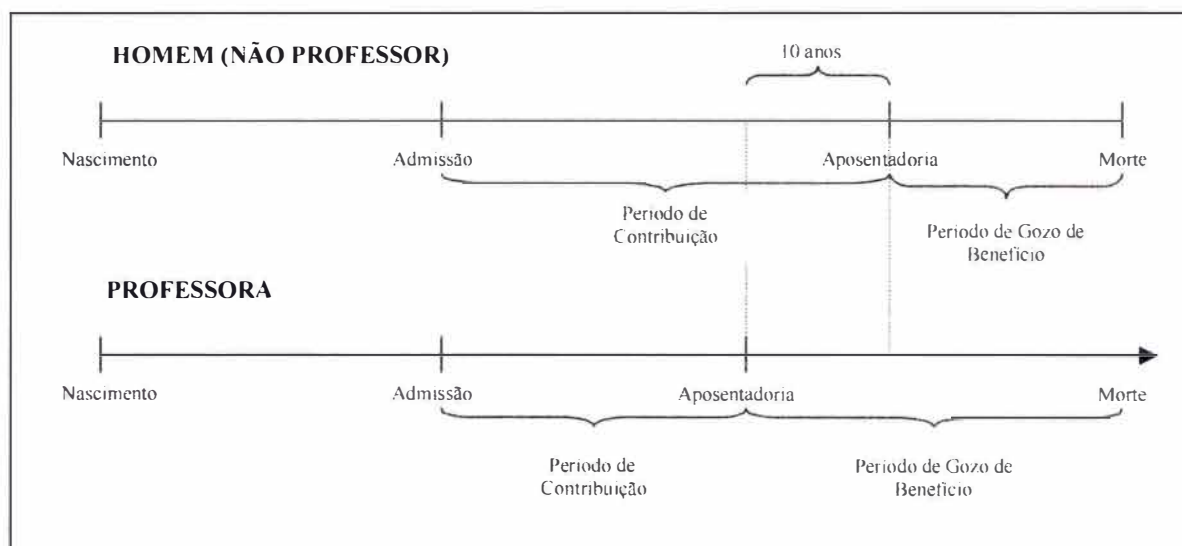 HOMEM (NÃO PROFESSOR)
10 anos
Nascimento
Admissão
Aposentadoria
Morte
Período de
Contribuição
Período de Gozo de
Benefício
PROFESSORA
Nascimento
Admissão
Aposentadoria
Morte
Período de
Contribuição
Período de Gozo de
Benefício